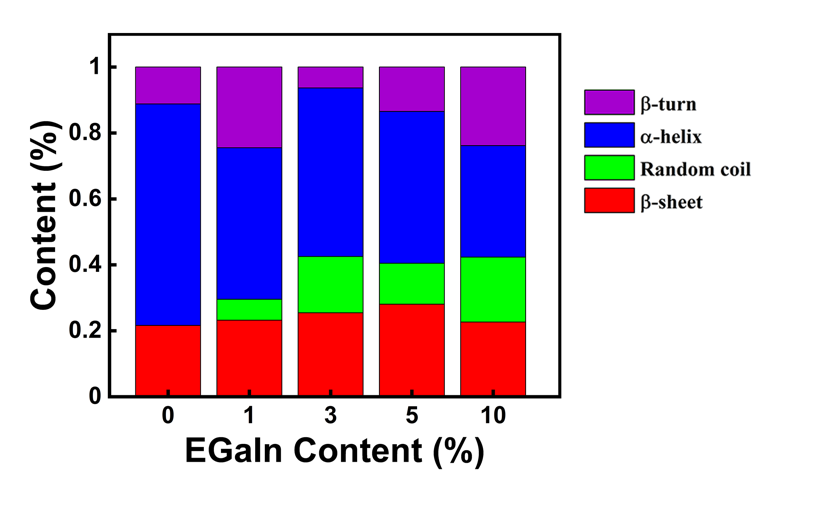 1
0.8
0.6
0.4
0.2
0
Content (%)
0 1 3 5 10
EGaIn Content (%)
β-turn
α-helix
Random coil
β-sheet